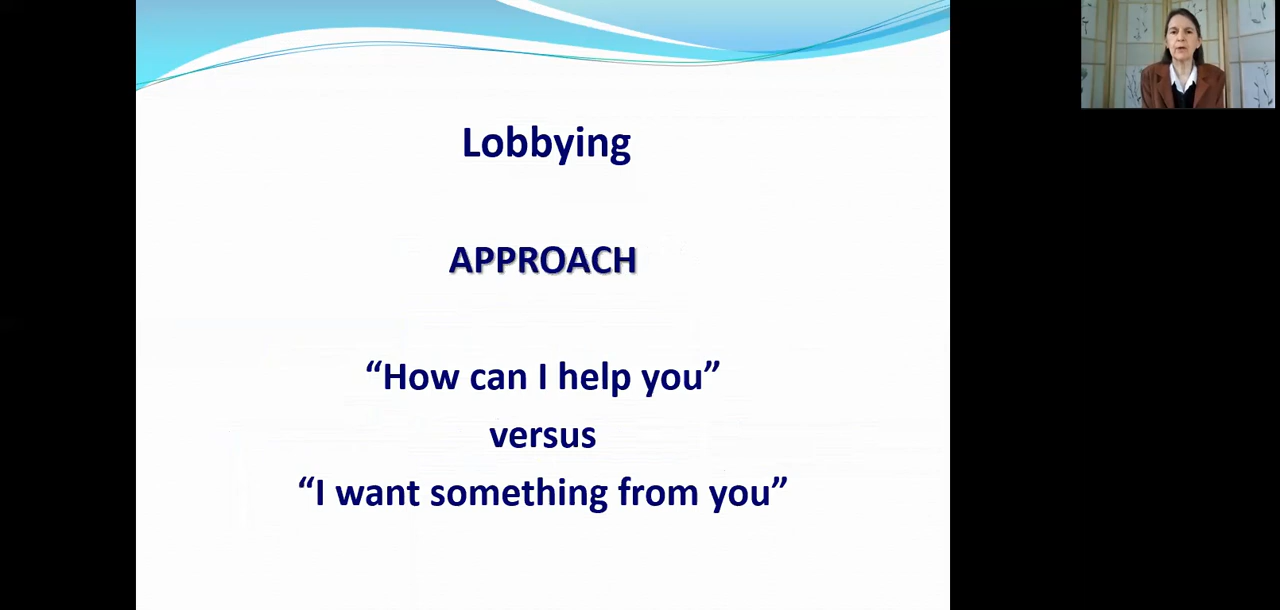 Lobbying
APPROACH
“How can I help you”
versus
“I want something from you”